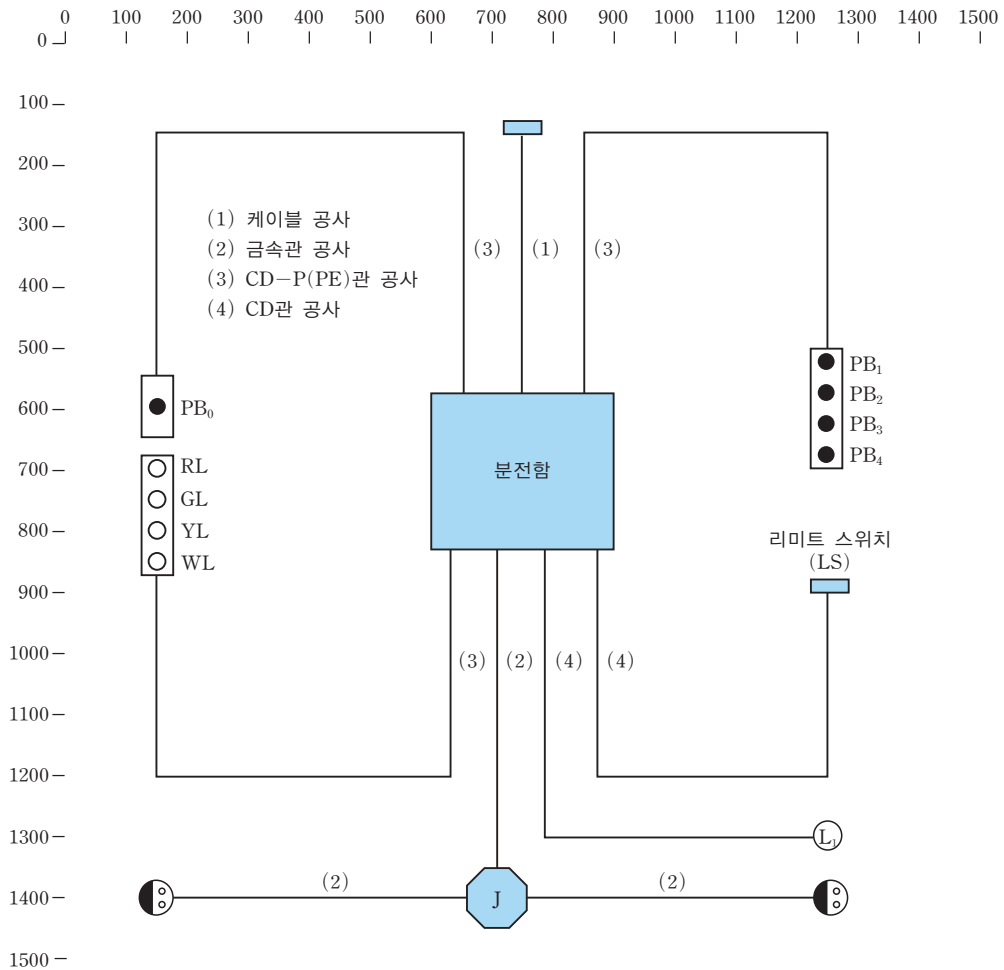 0 100 200 300 400 500 600 700 800 900 1000 1100 1200 1300 1400 1500
0
100
200
300
400
500
600
700
800
900
1000
1100
1200
1300
1400
1500
(1) 케이블 공사
(2) 금속관 공사
(3) CD-P(PE)관 공사
(4) CD관 공사
(3) (1) (3)
PB₀
RL
GL
YL
WL
분전함
PB₁
PB₂
PB₃
PB₄
리미트 스위치
(LS)
(3) (2) (4) (4)
L₁
(2) (2)
J